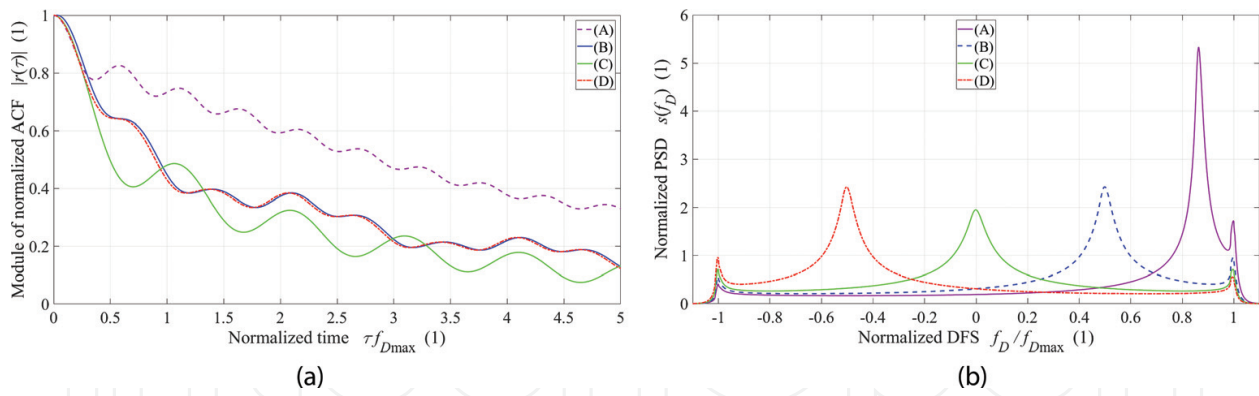 Module of normalized ACF |r(τ)| (1)
1
0.8
0.6
0.4
0.2
0
0 0.5 1 1.5 2 2.5 3 3.5 4 4.5 5
Normalized time τf_Dmax (1)
(A)
(B)
(C)
(D)
(a)
Normalized PSD s(f_D) (1)
6
5
4
3
2
1
0
-1 -0.8 -0.6 -0.4 -0.2 0 0.2 0.4 0.6 0.8 1
Normalized DFS f_D/f_Dmax (1)
(A)
(B)
(C)
(D)
(b)